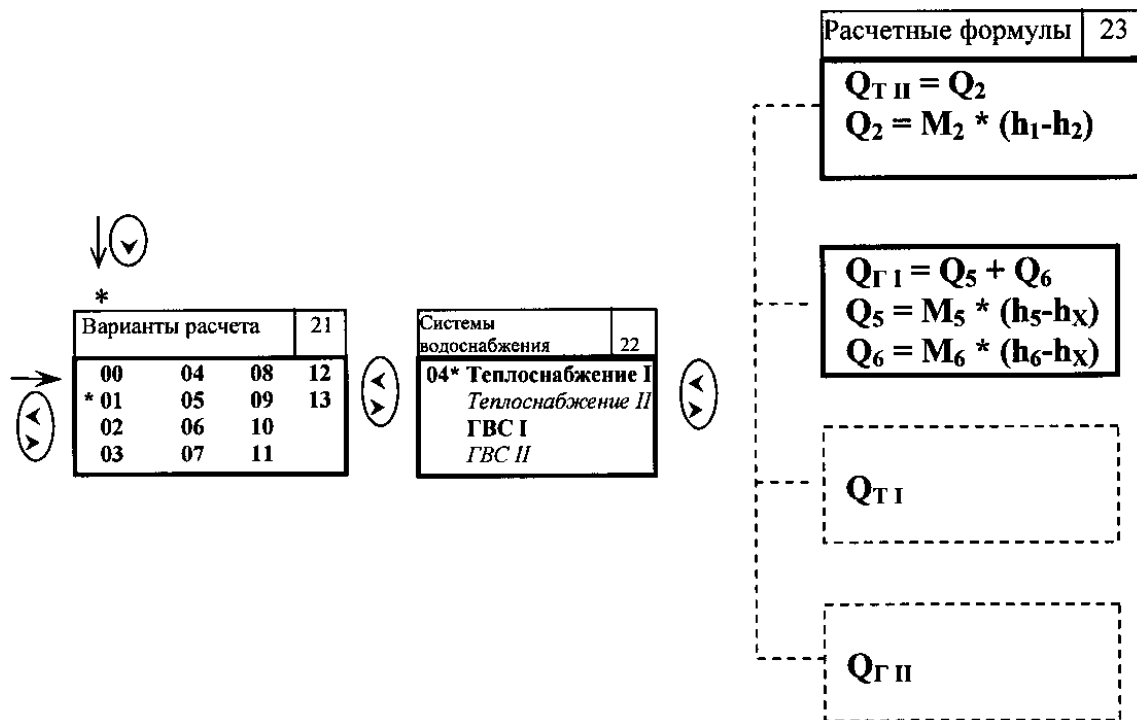 Расчетные формулы 23
Q_T II = Q_2
Q_2 = M_2 * (h_1-h_2)
Q_Г I = Q_5 + Q_6
Q_5 = M_5 * (h_5-h_X)
Q_6 = M_6 * (h_6-h_X)
Q_T I
Q_Г II
*
Варианты расчета 21
00 04 08 12
* 01 05 09 13
02 06 10
03 07 11
Системы
водоснабжения 22
04* Теплоснабжение I
Теплоснабжение II
ГВС I
ГВС II